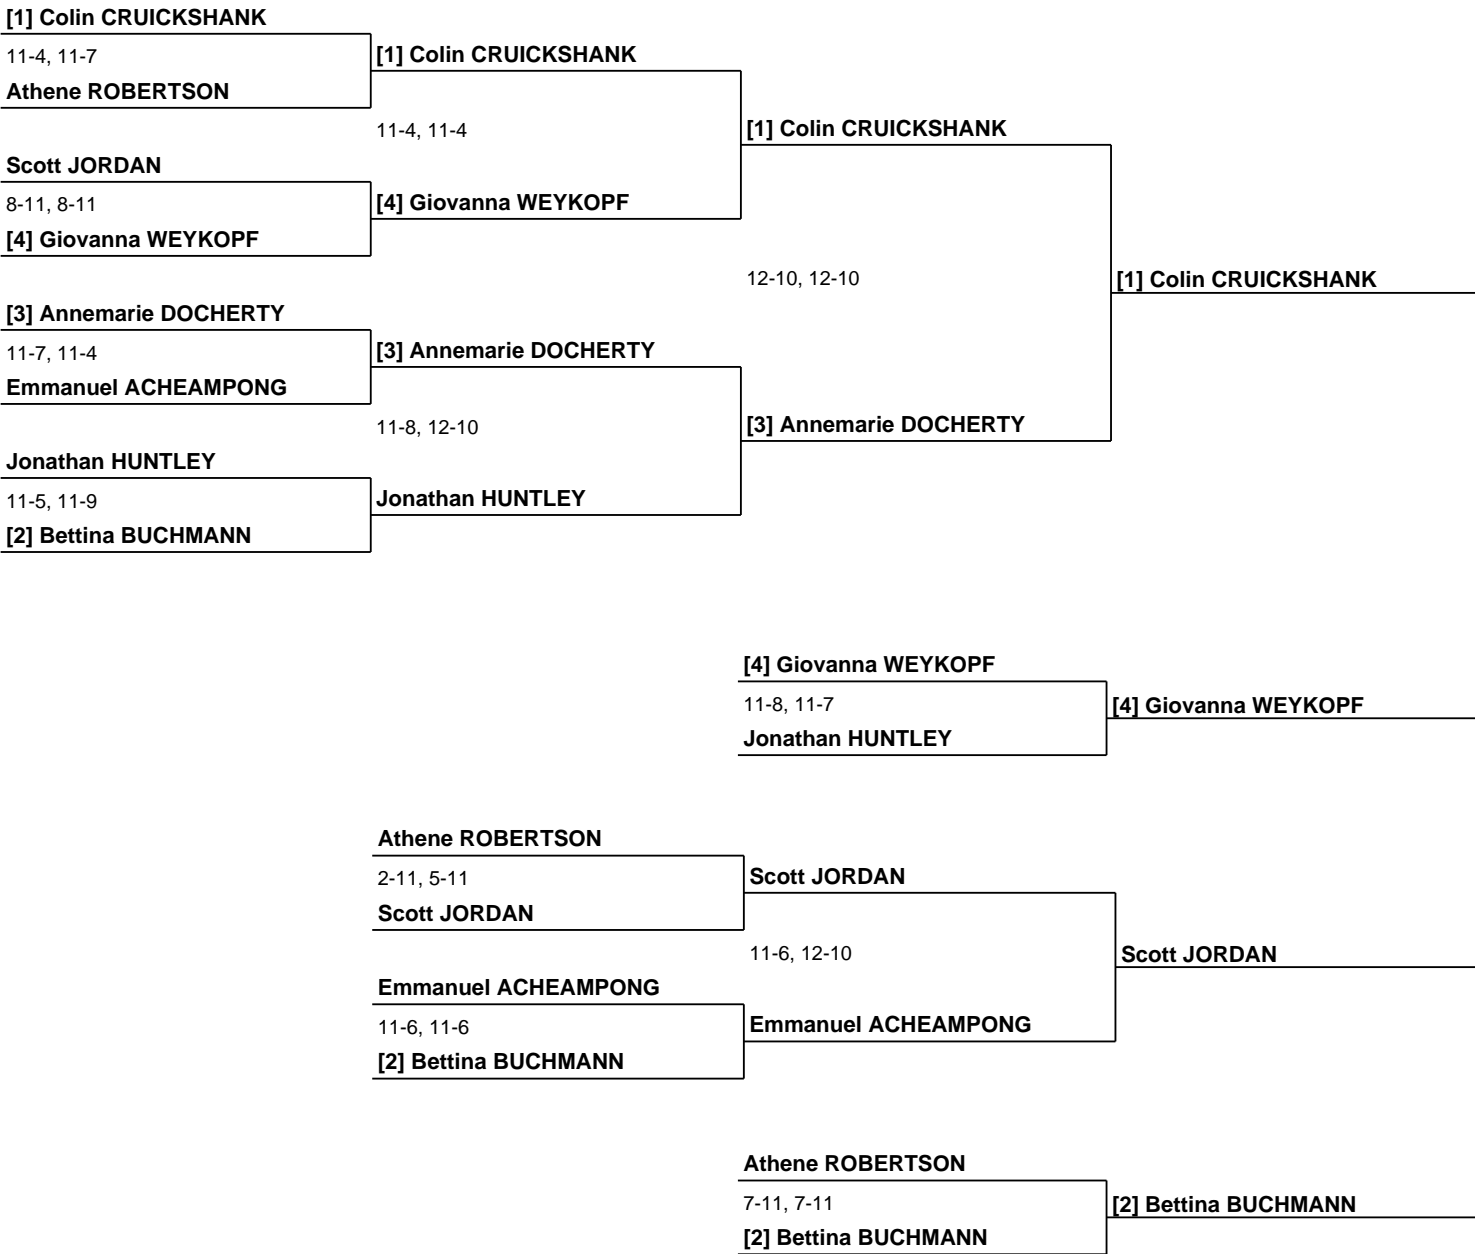 [1] Colin CRUICKSHANK
11-4, 11-7
[1] Colin CRUICKSHANK
Athene ROBERTSON
11-4, 11-4
[1] Colin CRUICKSHANK
Scott JORDAN
8-11, 8-11
[4] Giovanna WEYKOPF
[4] Giovanna WEYKOPF
12-10, 12-10
[1] Colin CRUICKSHANK
[3] Annemarie DOCHERTY
11-7, 11-4
[3] Annemarie DOCHERTY
Emmanuel ACHEAMPONG
11-8, 12-10
[3] Annemarie DOCHERTY
Jonathan HUNTLEY
11-5, 11-9
Jonathan HUNTLEY
[2] Bettina BUCHMANN
[4] Giovanna WEYKOPF
11-8, 11-7
[4] Giovanna WEYKOPF
Jonathan HUNTLEY
Athene ROBERTSON
2-11, 5-11
Scott JORDAN
Scott JORDAN
11-6, 12-10
Scott JORDAN
Emmanuel ACHEAMPONG
11-6, 11-6
Emmanuel ACHEAMPONG
[2] Bettina BUCHMANN
Athene ROBERTSON
7-11, 7-11
[2] Bettina BUCHMANN
[2] Bettina BUCHMANN